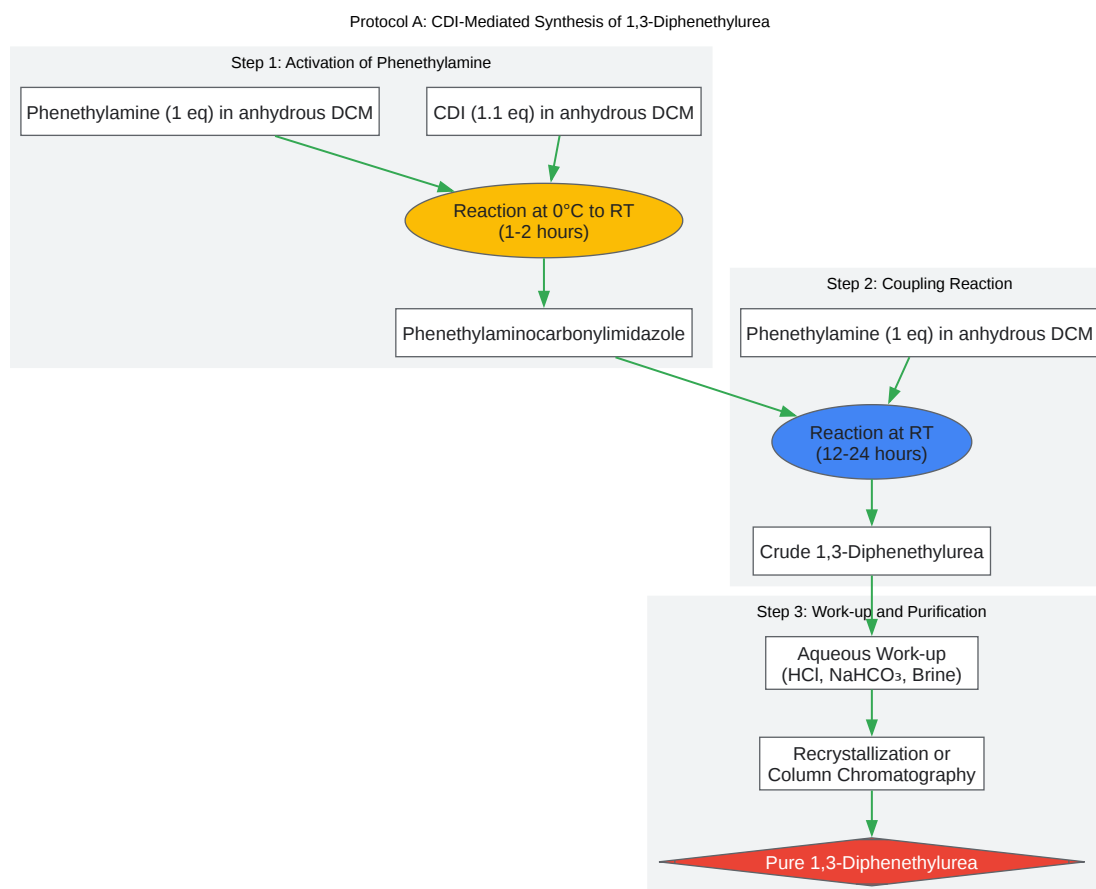 Protocol A: CDI-Mediated Synthesis of 1,3-Diphenethylurea
Step 1: Activation of Phenethylamine
Phenethylamine (1 eq) in anhydrous DCM
CDI (1.1 eq) in anhydrous DCM
Reaction at 0°C to RT
(1-2 hours)
Phenethylaminocarbonylimidazole
Step 2: Coupling Reaction
Phenethylamine (1 eq) in anhydrous DCM
Reaction at RT
(12-24 hours)
Crude 1,3-Diphenethylurea
Step 3: Work-up and Purification
Aqueous Work-up
(HCl, NaHCO₃, Brine)
Recrystallization or
Column Chromatography
Pure 1,3-Diphenethylurea